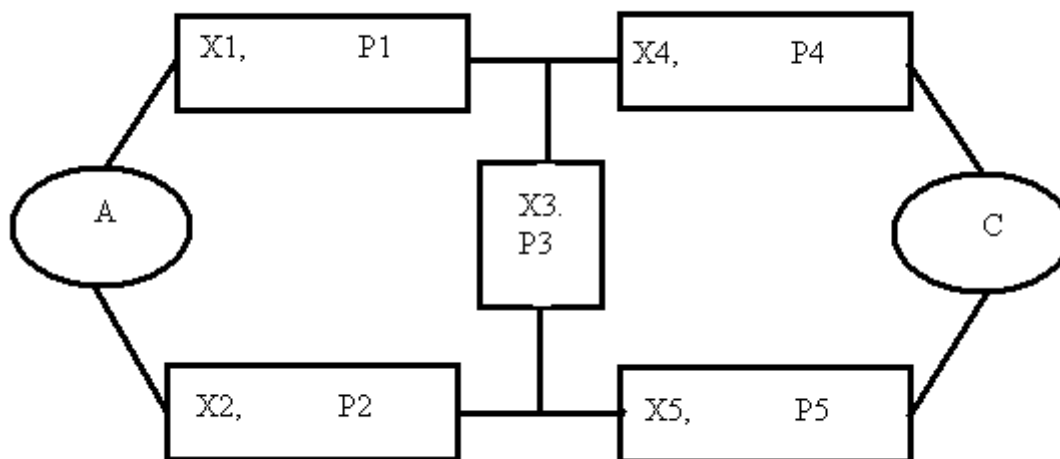 X1, P1
X4, P4
A
X3.
P3
C
X2, P2
X5, P5